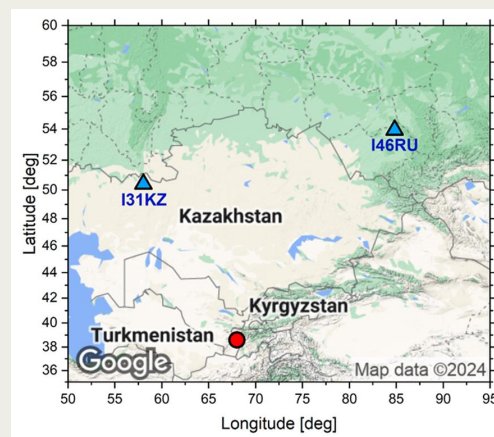 60
56
54
52
50
48
46
44
42
40
38
36
Latitude [deg]
I46RU
I31KZ
Kazakhstan
Kyrgyzstan
Turkmenistan
Google
Map data ©2024
50 55 60 65 70 75 80 85 90 95
Longitude [deg]